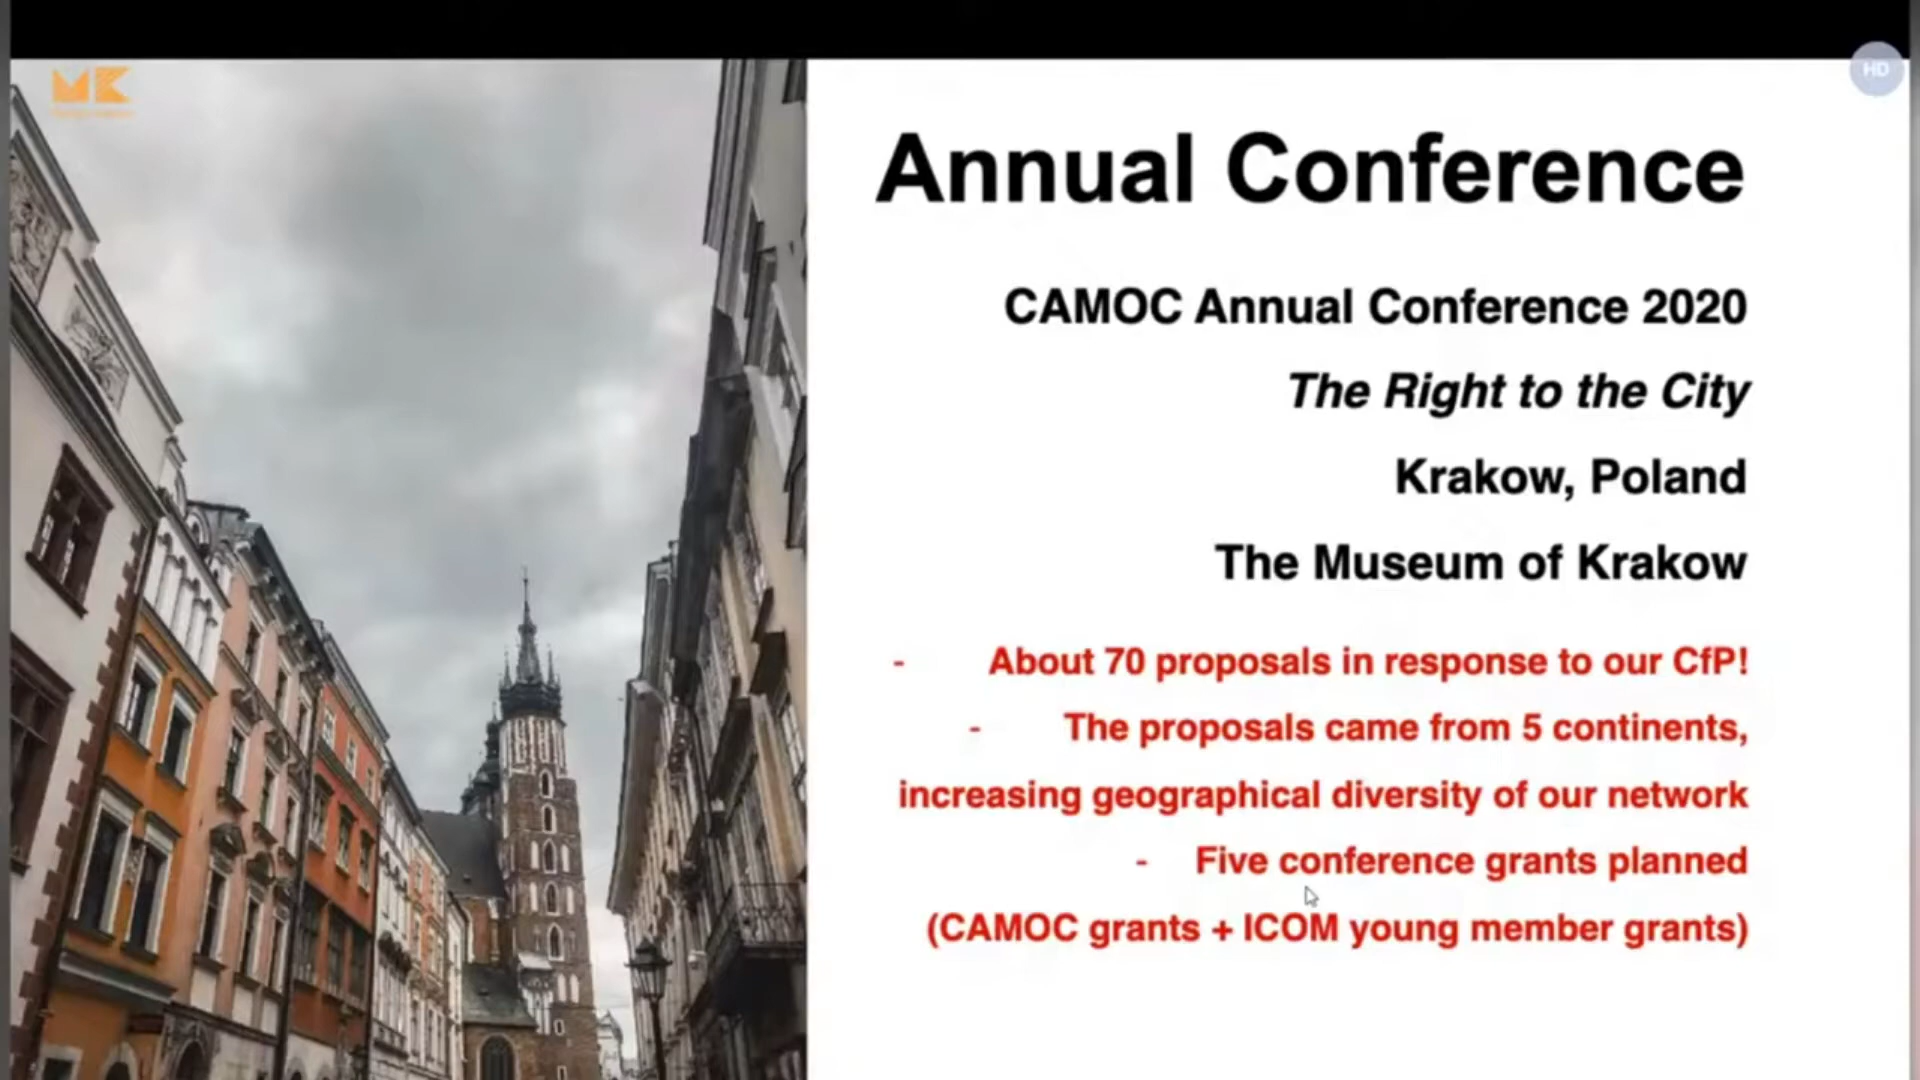 MK
HD
Annual Conference
CAMOC Annual Conference 2020
The Right to the City
Krakow, Poland
The Museum of Krakow
- About 70 proposals in response to our CfP!
- The proposals came from 5 continents,
increasing geographical diversity of our network
- Five conference grants planned
(CAMOC grants + ICOM young member grants)